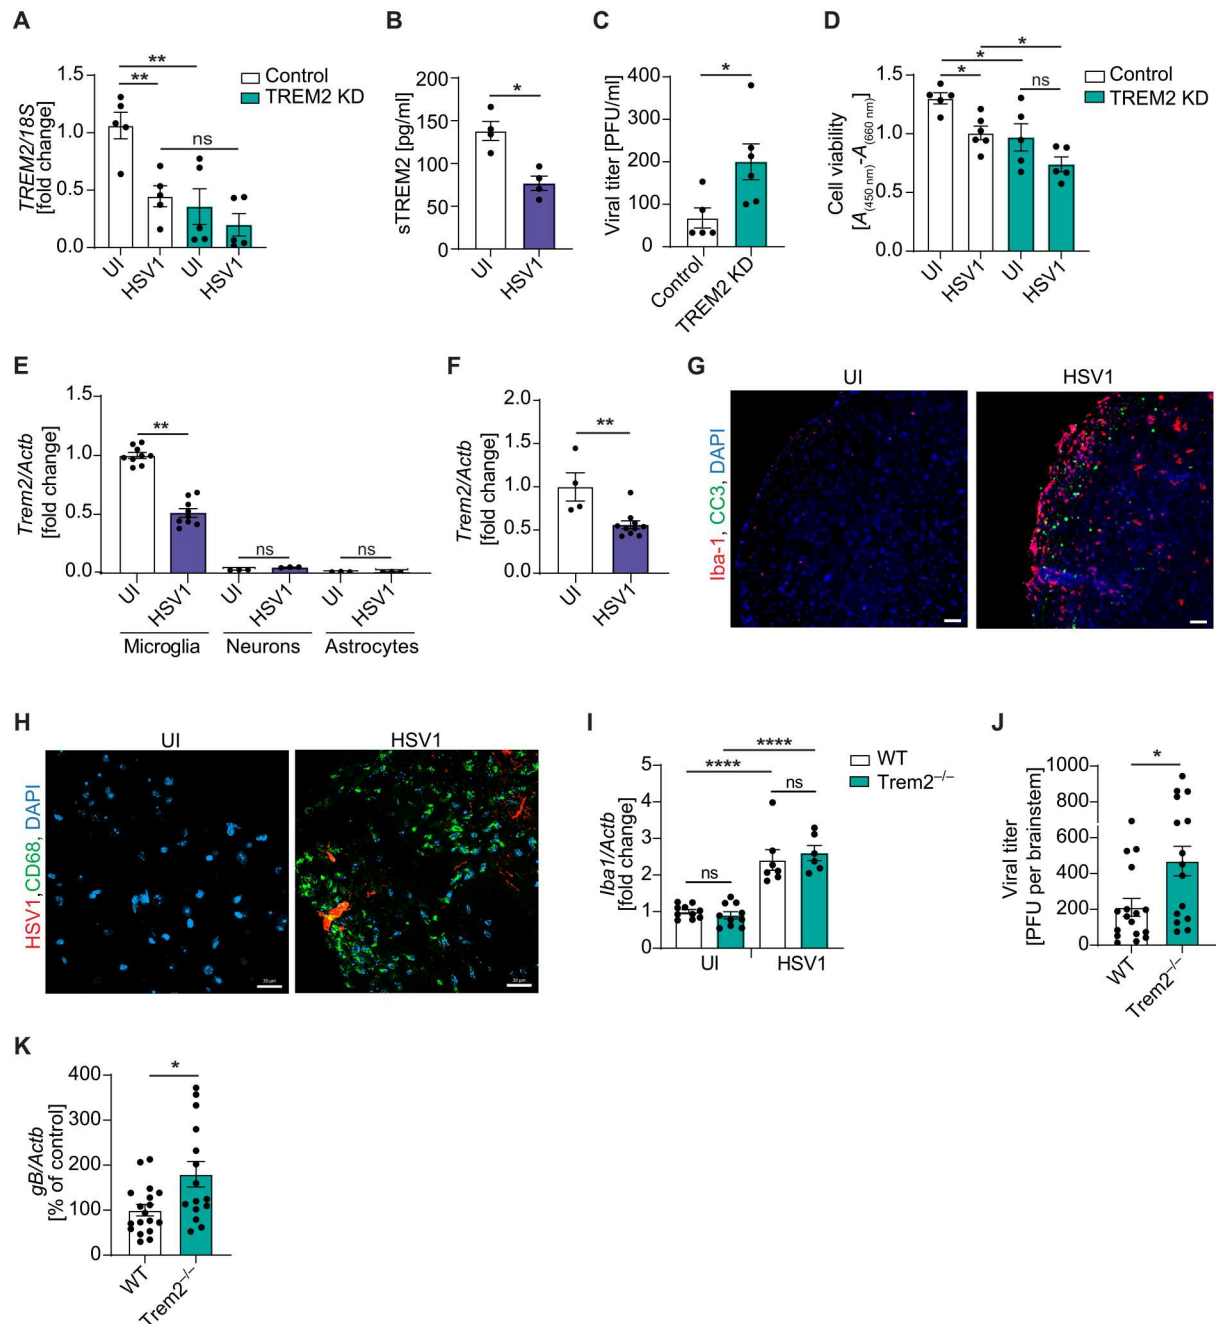 A
TREM2/18S
[fold change]
1.5
1.0
0.5
0.0
**
**
ns
UI
HSV1
UI
HSV1
Control
TREM2 KD
B
sTREM2 [pg/ml]
200
150
100
50
0
*
UI
HSV1
C
Viral titer [PFU/ml]
400
300
200
100
0
*
Control
TREM2 KD
D
Cell viability
[A(450 nm)-A(660 nm)]
1.5
1.0
0.5
0.0
*
*
*
ns
UI
HSV1
UI
HSV1
Control
TREM2 KD
E
Trem2/Actb
[fold change]
1.5
1.0
0.5
0.0
**
ns
ns
UI
HSV1
UI
HSV1
UI
HSV1
Microglia
Neurons
Astrocytes
F
Trem2/Actb
[fold change]
2.0
1.5
1.0
0.5
0.0
**
UI
HSV1
G
UI
HSV1
Iba-1, CC3, DAPI
H
UI
HSV1
HSV1,CD68, DAPI
20 µm
20 µm
I
Iba1/Actb
[fold change]
5
4
3
2
1
0
****
****
ns
ns
UI
HSV1
WT
Trem2–/–
J
Viral titer
[PFU per brainstem]
1000
800
600
400
200
0
*
WT
Trem2–/–
K
gB/Actb
[% of control]
400
300
200
100
0
*
WT
Trem2–/–